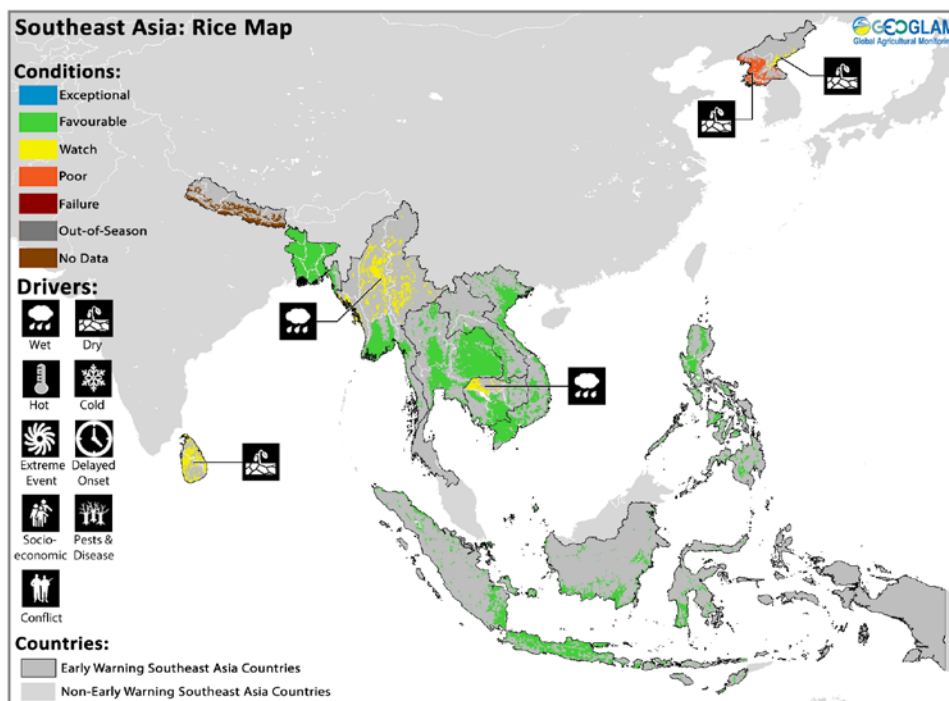 Southeast Asia: Rice Map
GEOGLAM
Global Agricultural Monitoring
Conditions:
Exceptional
Favourable
Watch
Poor
Failure
Out-of-Season
No Data
Drivers:
Wet
Dry
Hot
Cold
Extreme
Event
Delayed
Onset
Socio-
economic
Pests &
Disease
Conflict
Countries:
Early Warning Southeast Asia Countries
Non-Early Warning Southeast Asia Countries